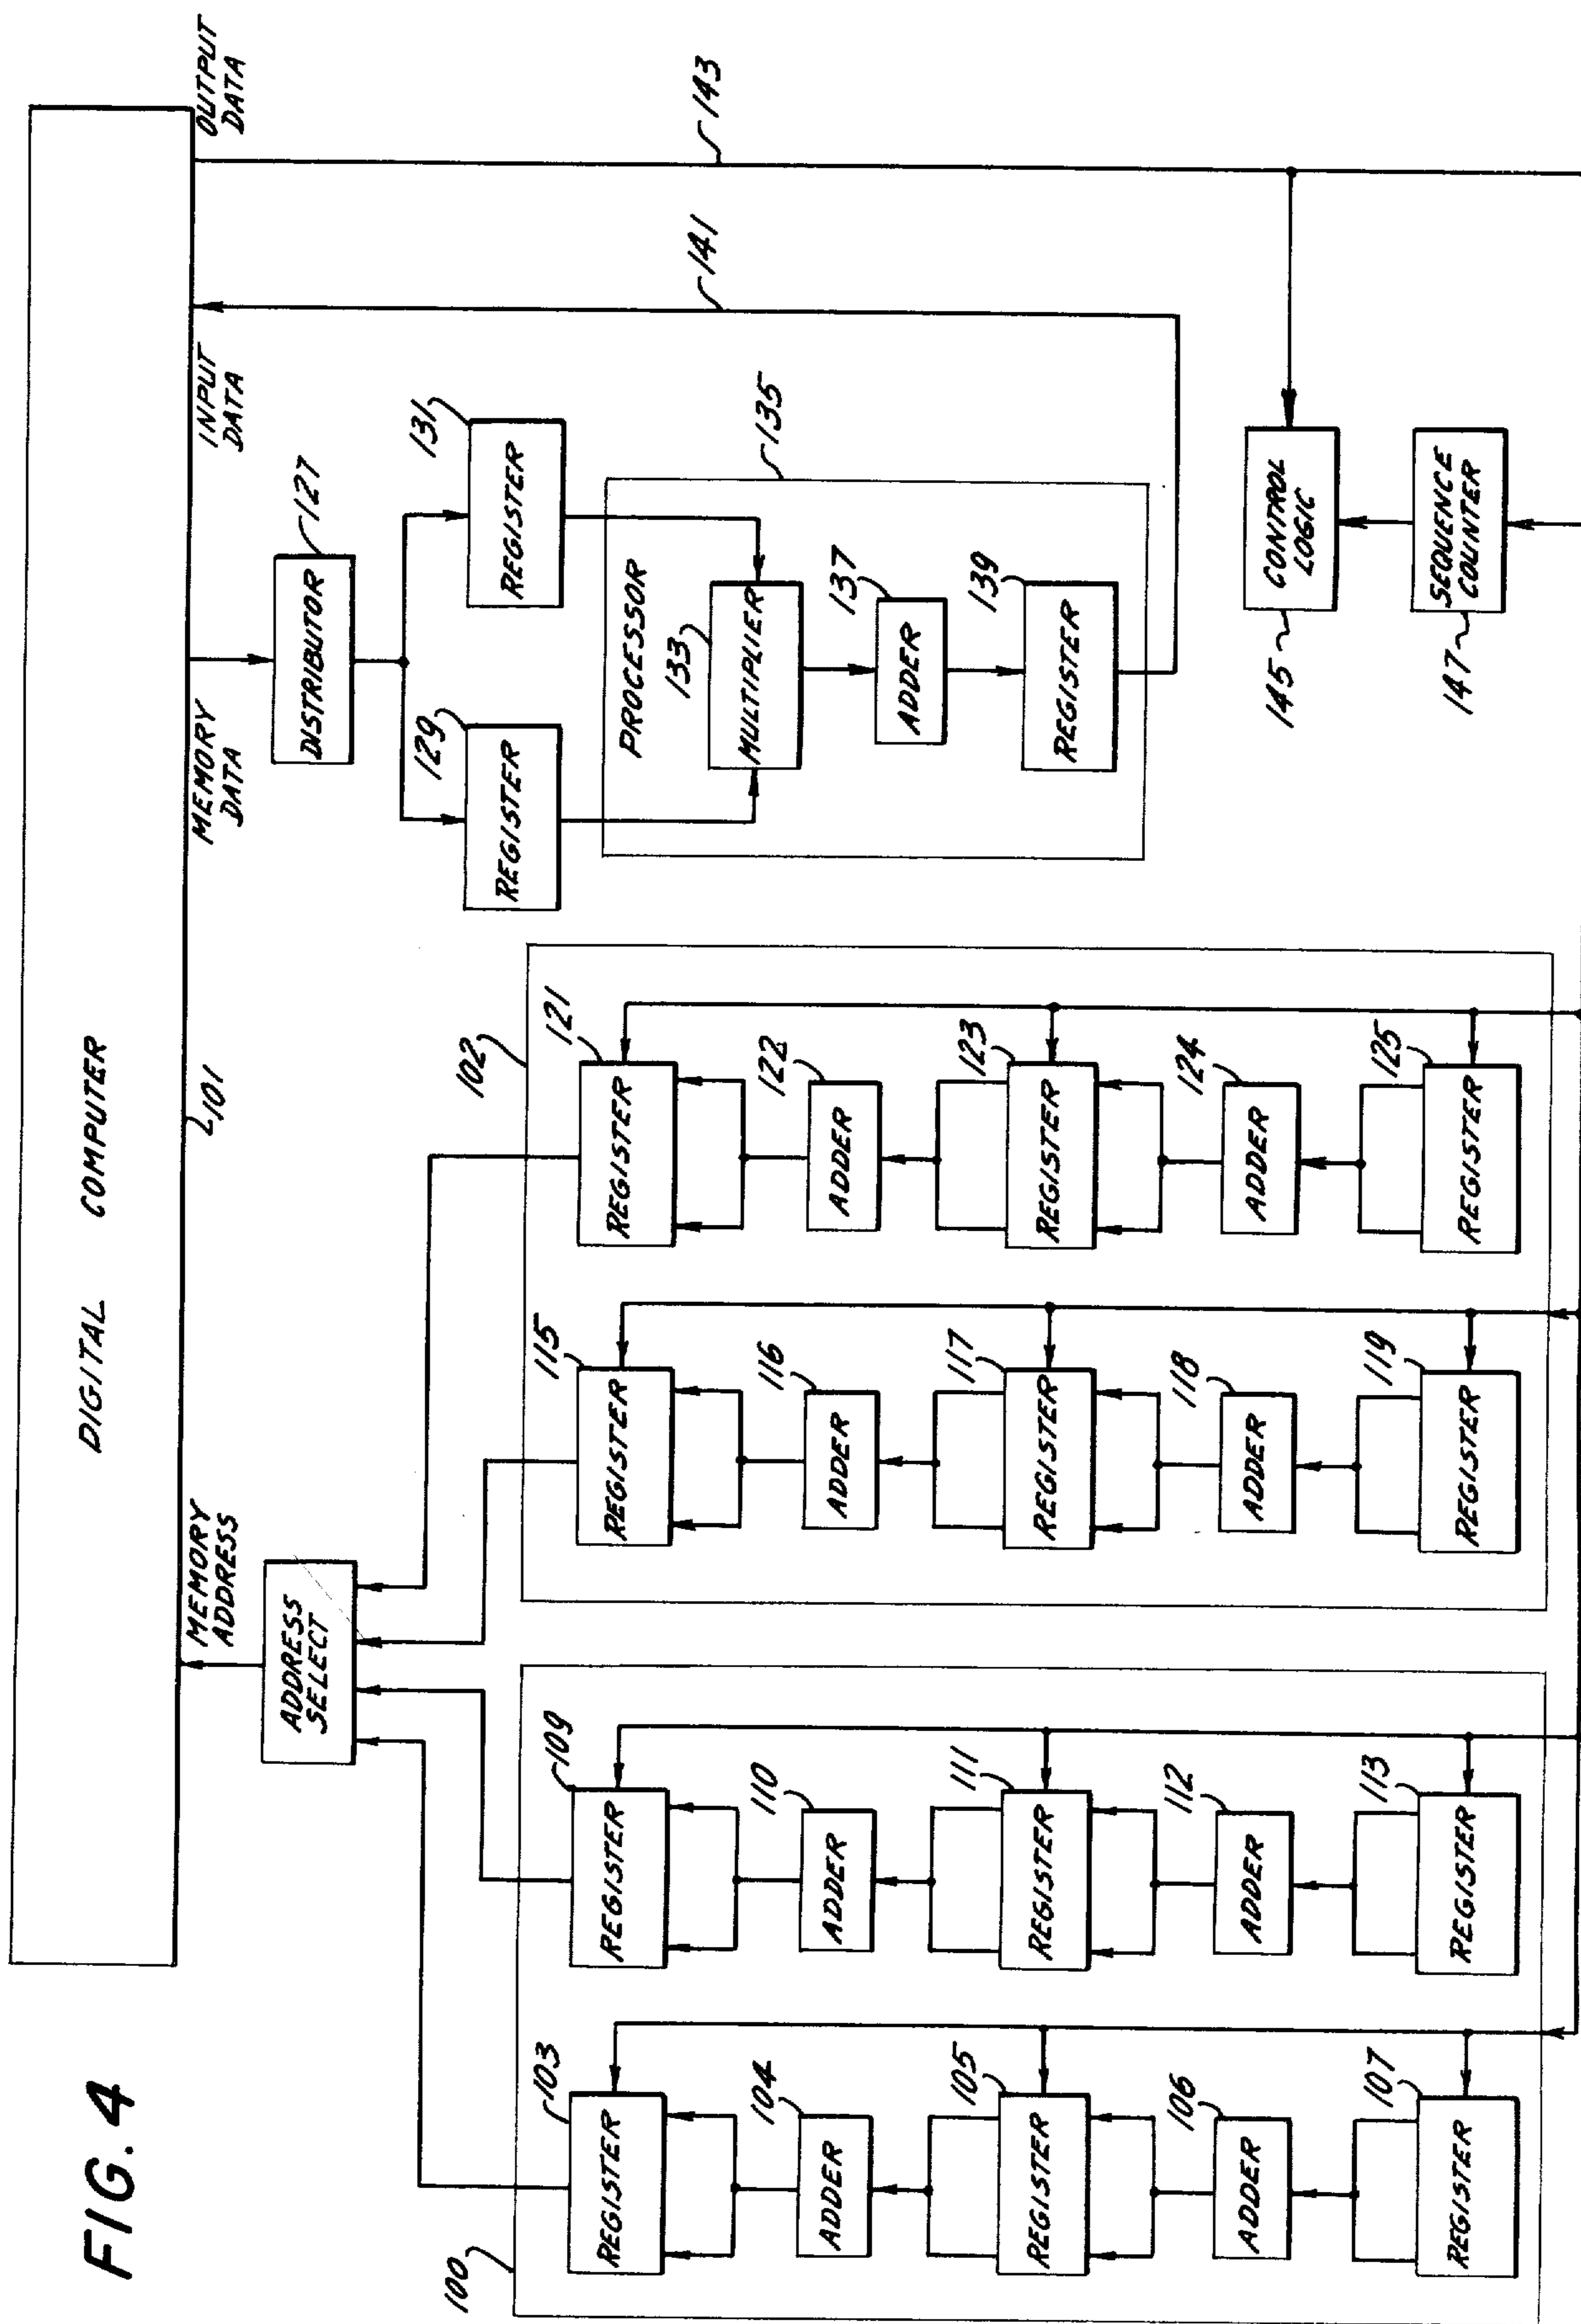 FIG. 4
DIGITAL COMPUTER
101
MEMORY
ADDRESS
MEMORY
DATA
INPUT
DATA
OUTPUT
DATA
ADDRESS
SELECT
DISTRIBUTOR
127
129
REGISTER
131
REGISTER
PROCESSOR
135
133
MULTIPLIER
137
ADDER
139
REGISTER
141
143
145
CONTROL
LOGIC
147
SEQUENCE
COUNTER
100
103
REGISTER
104
ADDER
105
REGISTER
106
ADDER
107
REGISTER
109
REGISTER
110
ADDER
111
REGISTER
112
ADDER
113
REGISTER
102
115
REGISTER
116
ADDER
117
REGISTER
118
ADDER
119
REGISTER
121
REGISTER
122
ADDER
123
REGISTER
124
ADDER
125
REGISTER